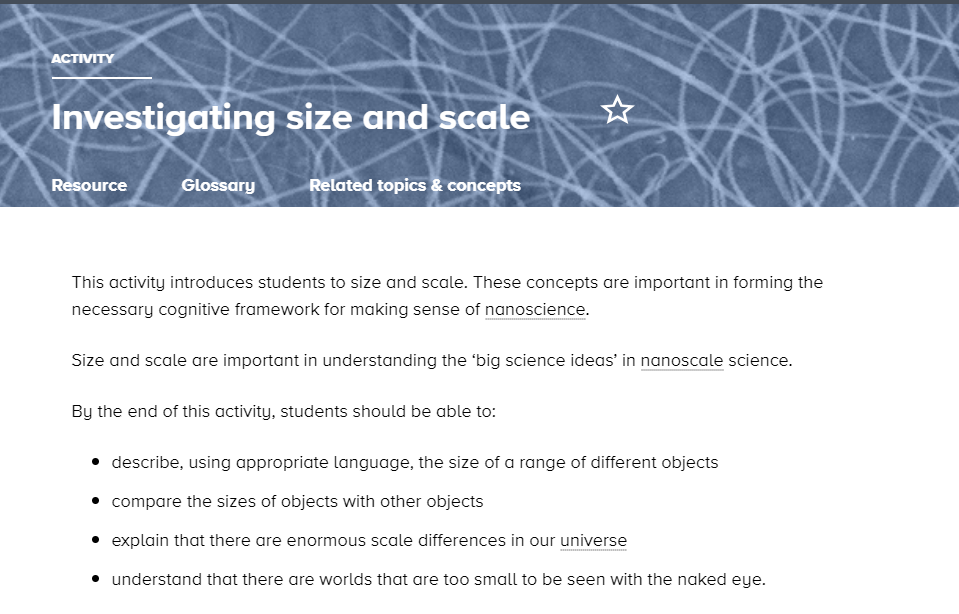 ACTIVITY
Investigating size and scale
Resource Glossary Related topics & concepts
This activity introduces students to size and scale. These concepts are important in forming the
necessary cognitive framework for making sense of nanoscience.
Size and scale are important in understanding the ‘big science ideas’ in nanoscale science.
By the end of this activity, students should be able to:
• describe, using appropriate language, the size of a range of different objects
• compare the sizes of objects with other objects
• explain that there are enormous scale differences in our universe
• understand that there are worlds that are too small to be seen with the naked eye.